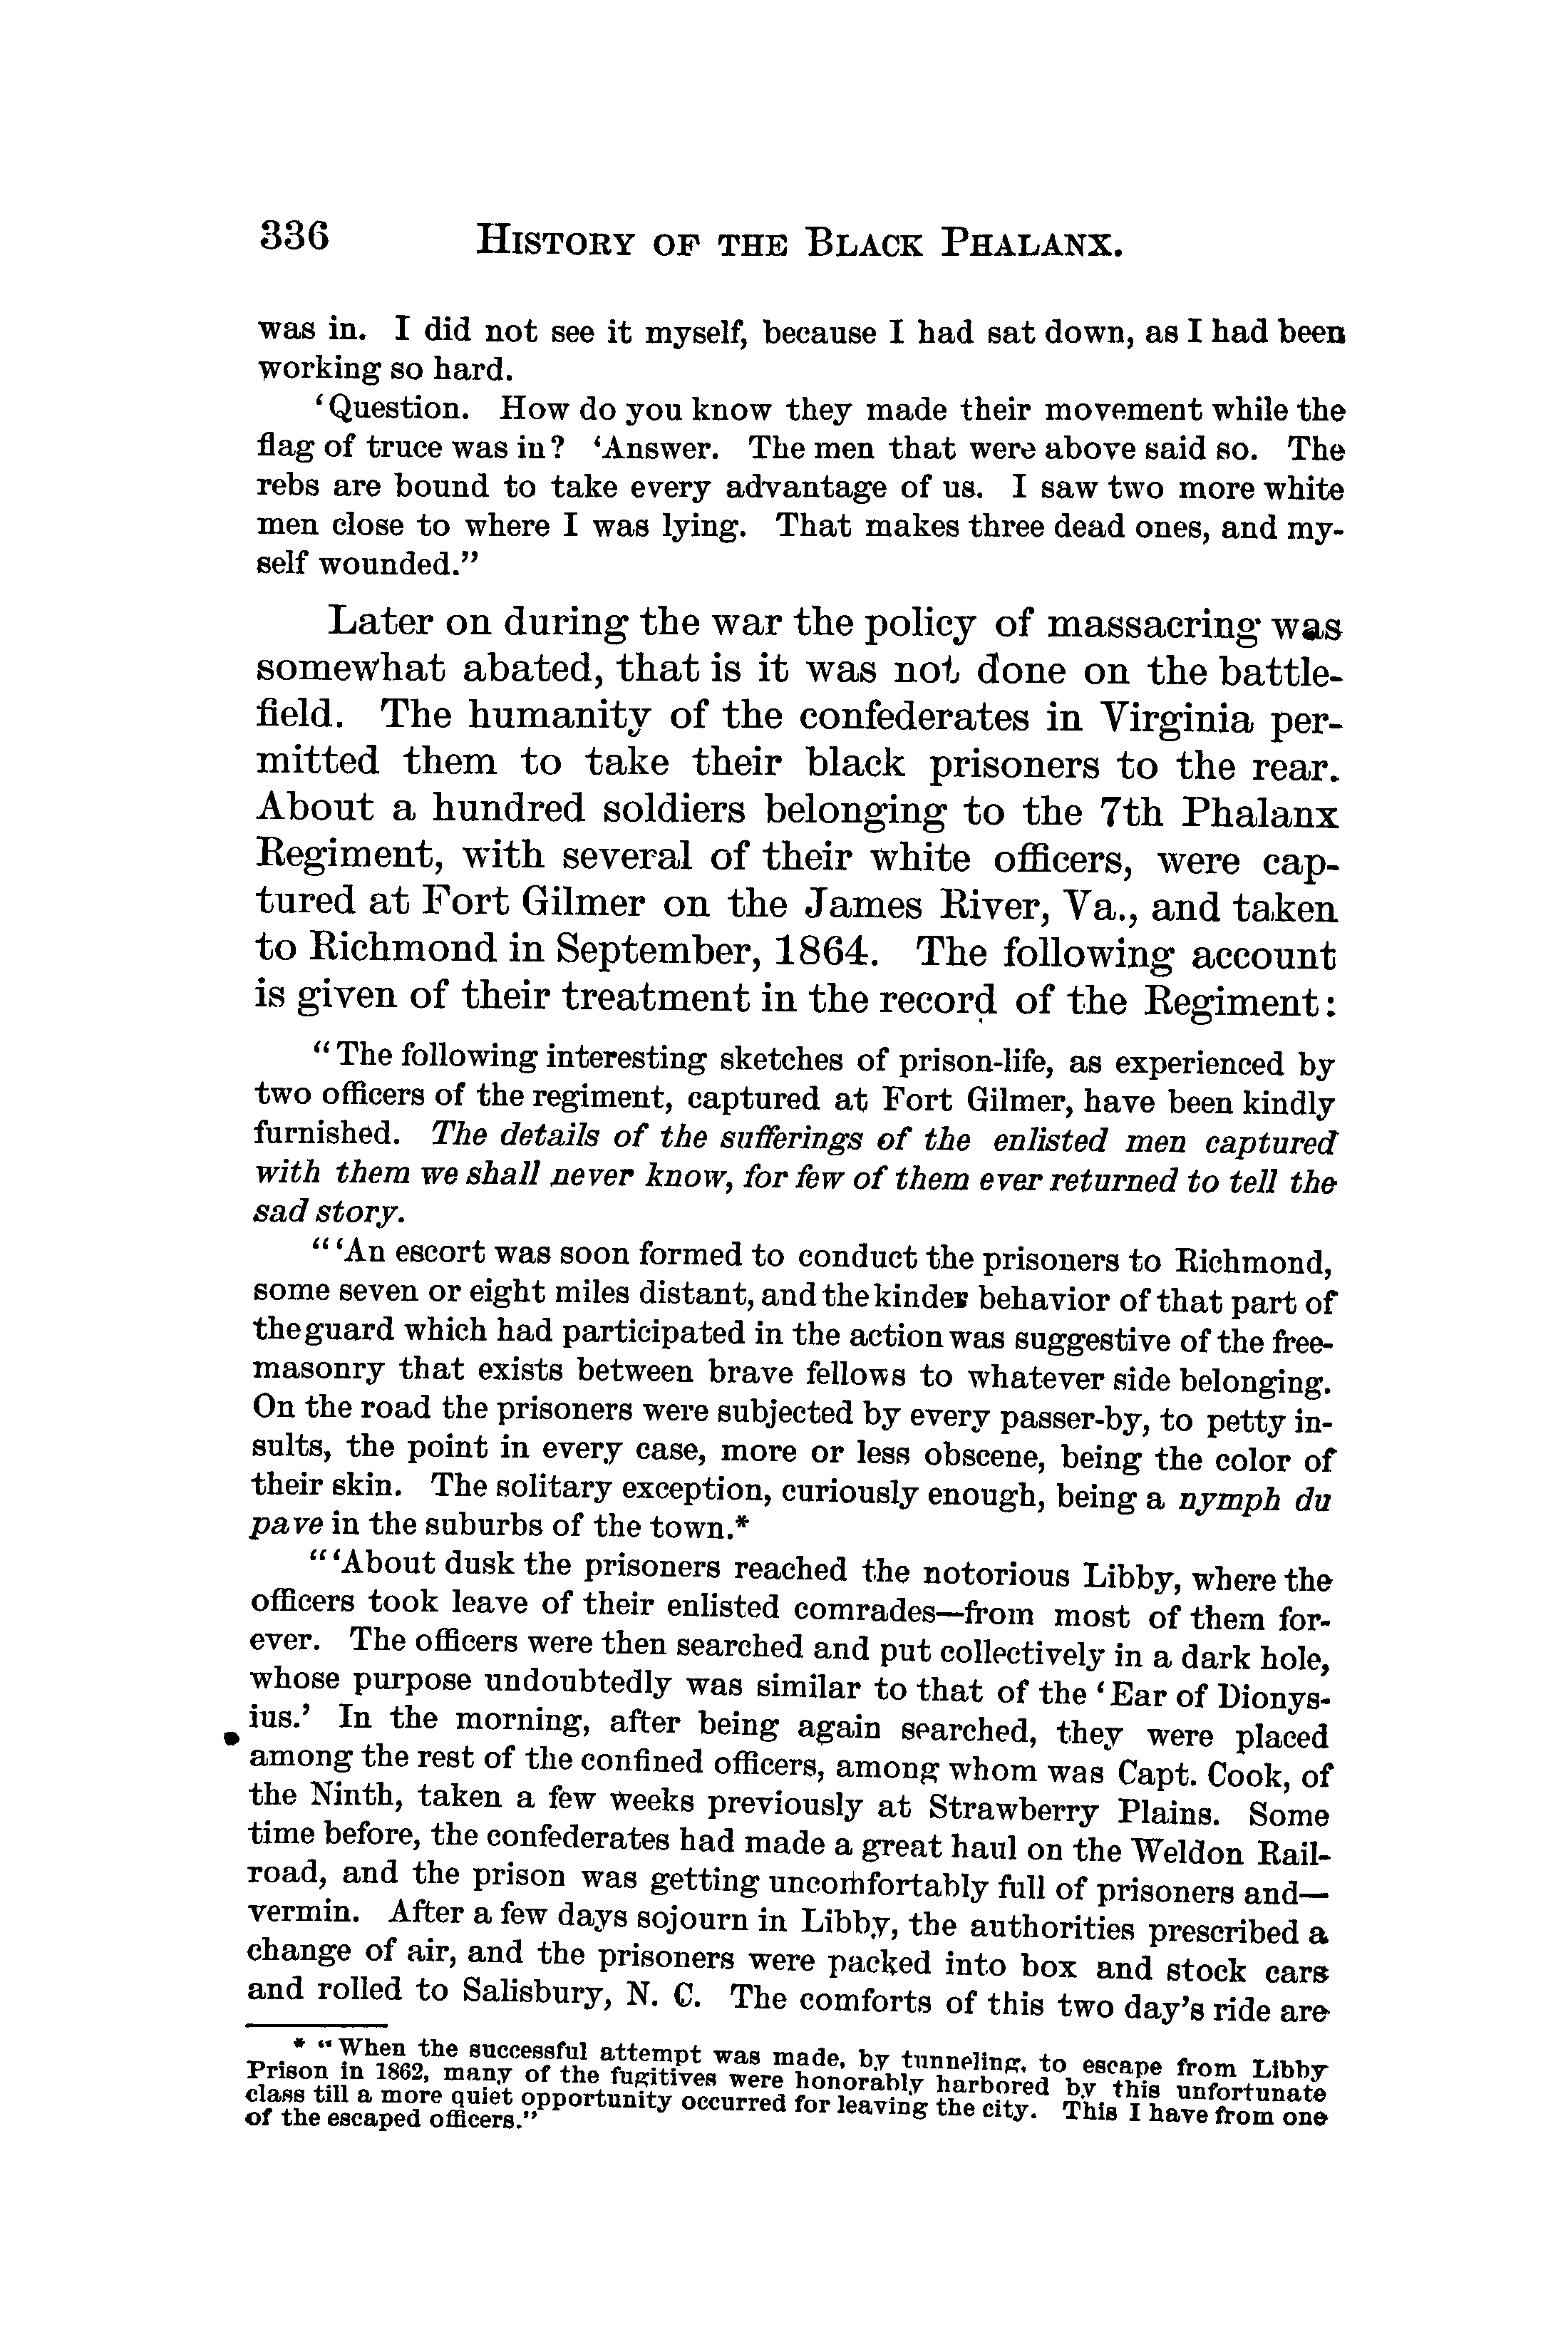 336 HISTORY OF THE BLACK PHALANX.
was in. I did not see it myself, because I had sat down, as I had been
working so hard.
‘Question. How do you know they made their movement while the
flag of truce was in? ‘Answer. The men that were above said so. The
rebs are bound to take every advantage of us. I saw two more white
men close to where I was lying. That makes three dead ones, and my-
self wounded.”
Later on during the war the policy of massacring was
somewhat abated, that is it was not done on the battle-
field. The humanity of the confederates in Virginia per-
mitted them to take their black prisoners to the rear.
About a hundred soldiers belonging to the 7th Phalanx
Regiment, with several of their white officers, were cap-
tured at Fort Gilmer on the James River, Va., and taken
to Richmond in September, 1864. The following account
is given of their treatment in the record of the Regiment:
“The following interesting sketches of prison-life, as experienced by
two officers of the regiment, captured at Fort Gilmer, have been kindly
furnished. The details of the sufferings of the enlisted men captured
with them we shall never know, for few of them ever returned to tell the
sad story.
“‘An escort was soon formed to conduct the prisoners to Richmond,
some seven or eight miles distant, and the kinder behavior of that part of
the guard which had participated in the action was suggestive of the free-
masonry that exists between brave fellows to whatever side belonging.
On the road the prisoners were subjected by every passer-by, to petty in-
sults, the point in every case, more or less obscene, being the color of
their skin. The solitary exception, curiously enough, being a nymph du
pave in the suburbs of the town.*
“‘About dusk the prisoners reached the notorious Libby, where the
officers took leave of their enlisted comrades—from most of them for-
ever. The officers were then searched and put collectively in a dark hole,
whose purpose undoubtedly was similar to that of the ‘Ear of Dionys-
ius.’ In the morning, after being again searched, they were placed
among the rest of the confined officers, among whom was Capt. Cook, of
the Ninth, taken a few weeks previously at Strawberry Plains. Some
time before, the confederates had made a great haul on the Weldon Rail-
road, and the prison was getting uncomfortably full of prisoners and—
vermin. After a few days sojourn in Libby, the authorities prescribed a
change of air, and the prisoners were packed into box and stock cars
and rolled to Salisbury, N. C. The comforts of this two day’s ride are
* “When the successful attempt was made, by tunneling, to escape from Libby
Prison in 1862, many of the fugitives were honorably harbored by this unfortunate
class till a more quiet opportunity occurred for leaving the city. This I have from one
of the escaped officers.”